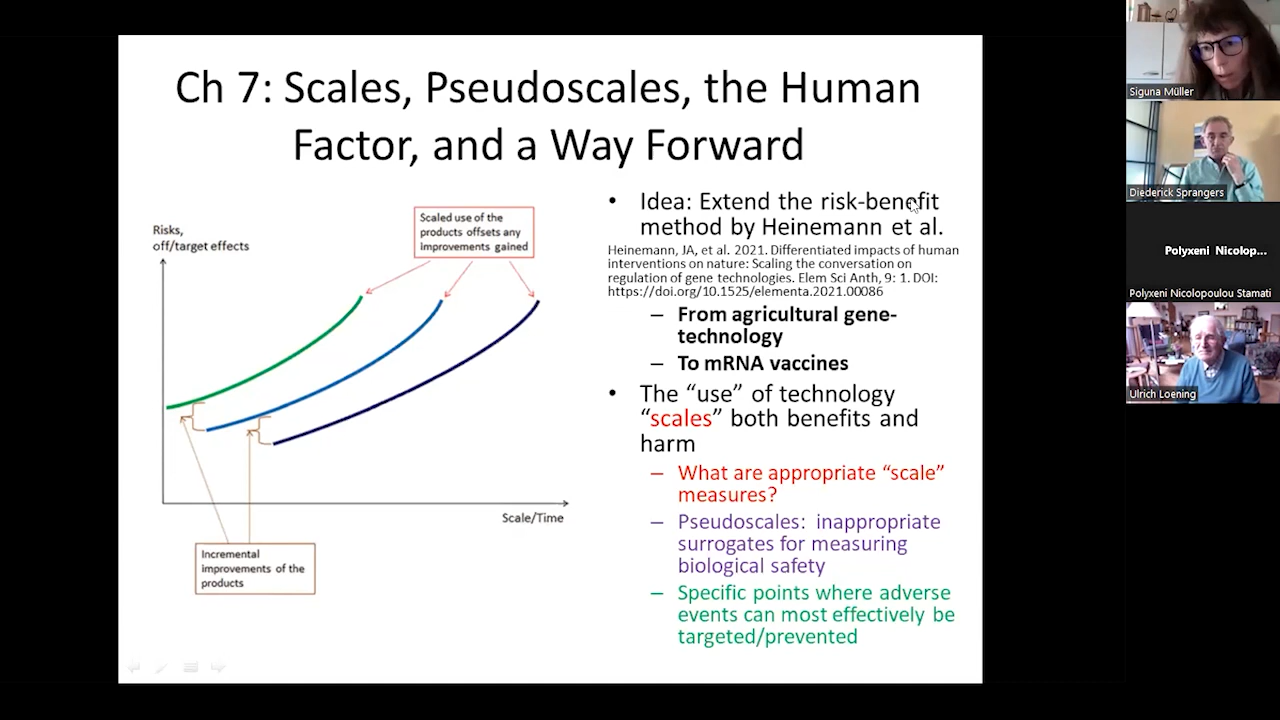 Ch 7: Scales, Pseudoscales, the Human
Factor, and a Way Forward
Risks,
off/target effects
Scaled use of the
products offsets any
improvements gained
Scale/Time
Incremental
improvements of the
products
• Idea: Extend the risk-benefit
method by Heinemann et al.
Heinemann, JA, et al. 2021. Differentiated impacts of human
interventions on nature: Scaling the conversation on
regulation of gene technologies. Elem Sci Anth, 9: 1. DOI:
https://doi.org/10.1525/elementa.2021.00086
– From agricultural gene-
technology
– To mRNA vaccines
• The “use” of technology
“scales” both benefits and
harm
– What are appropriate “scale”
measures?
– Pseudoscales: inappropriate
surrogates for measuring
biological safety
– Specific points where adverse
events can most effectively be
targeted/prevented
Siguna Müller
Diederick Sprangers
Polyxeni Nicolop...
Polyxeni Nicolopoulou Stamati
Ulrich Loening